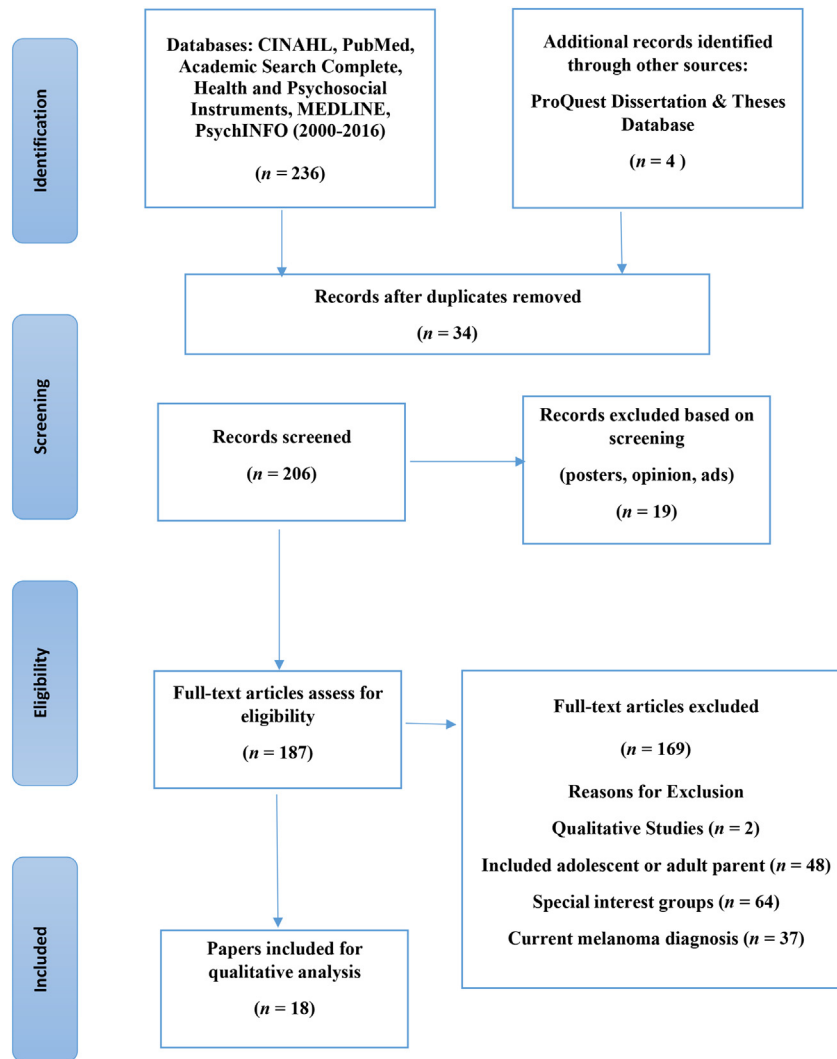 Identification
Databases: CINAHL, PubMed,
Academic Search Complete,
Health and Psychosocial
Instruments, MEDLINE,
PsychINFO (2000-2016)
(n = 236)
Additional records identified
through other sources:
ProQuest Dissertation & Theses
Database
(n = 4 )
Records after duplicates removed
(n = 34)
Screening
Records screened
(n = 206)
Records excluded based on
screening
(posters, opinion, ads)
(n = 19)
Eligibility
Full-text articles assess for
eligibility
(n = 187)
Full-text articles excluded
(n = 169)
Reasons for Exclusion
Qualitative Studies (n = 2)
Included adolescent or adult parent (n = 48)
Special interest groups (n = 64)
Current melanoma diagnosis (n = 37)
Included
Papers included for
qualitative analysis
(n = 18)